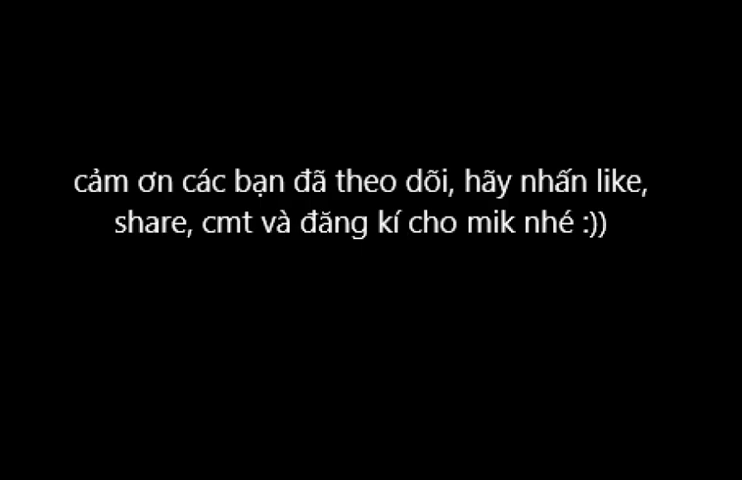 cảm ơn các bạn đã theo dõi, hãy nhấn like,
share, cmt và đăng kí cho mik nhé :))